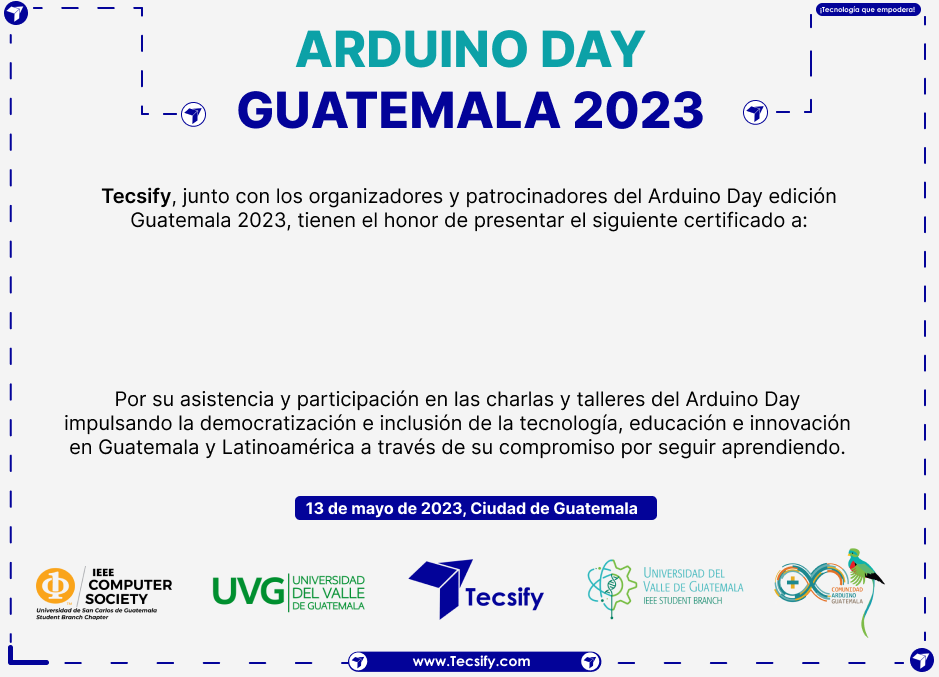 ¡Tecnología que empodera!
ARDUINO DAY
GUATEMALA 2023
Tecsify, junto con los organizadores y patrocinadores del Arduino Day edición
Guatemala 2023, tienen el honor de presentar el siguiente certificado a:
Por su asistencia y participación en las charlas y talleres del Arduino Day
impulsando la democratización e inclusión de la tecnología, educación e innovación
en Guatemala y Latinoamérica a través de su compromiso por seguir aprendiendo.
13 de mayo de 2023, Ciudad de Guatemala
IEEE
COMPUTER
SOCIETY
Universidad de San Carlos de Guatemala
Student Branch Chapter
UVG
UNIVERSIDAD
DEL VALLE
DE GUATEMALA
Tecsify
UNIVERSIDAD DEL
VALLE DE GUATEMALA
IEEE STUDENT BRANCH
COMUNIDAD
ARDUINO
GUATEMALA
www.Tecsify.com